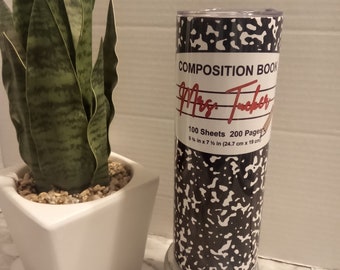 COMPOSITION BOOK
Mrs. Tucker
100 Sheets 200 Pages
9 ¾ in x 7 ½ in (24.7 cm x 19 cm)